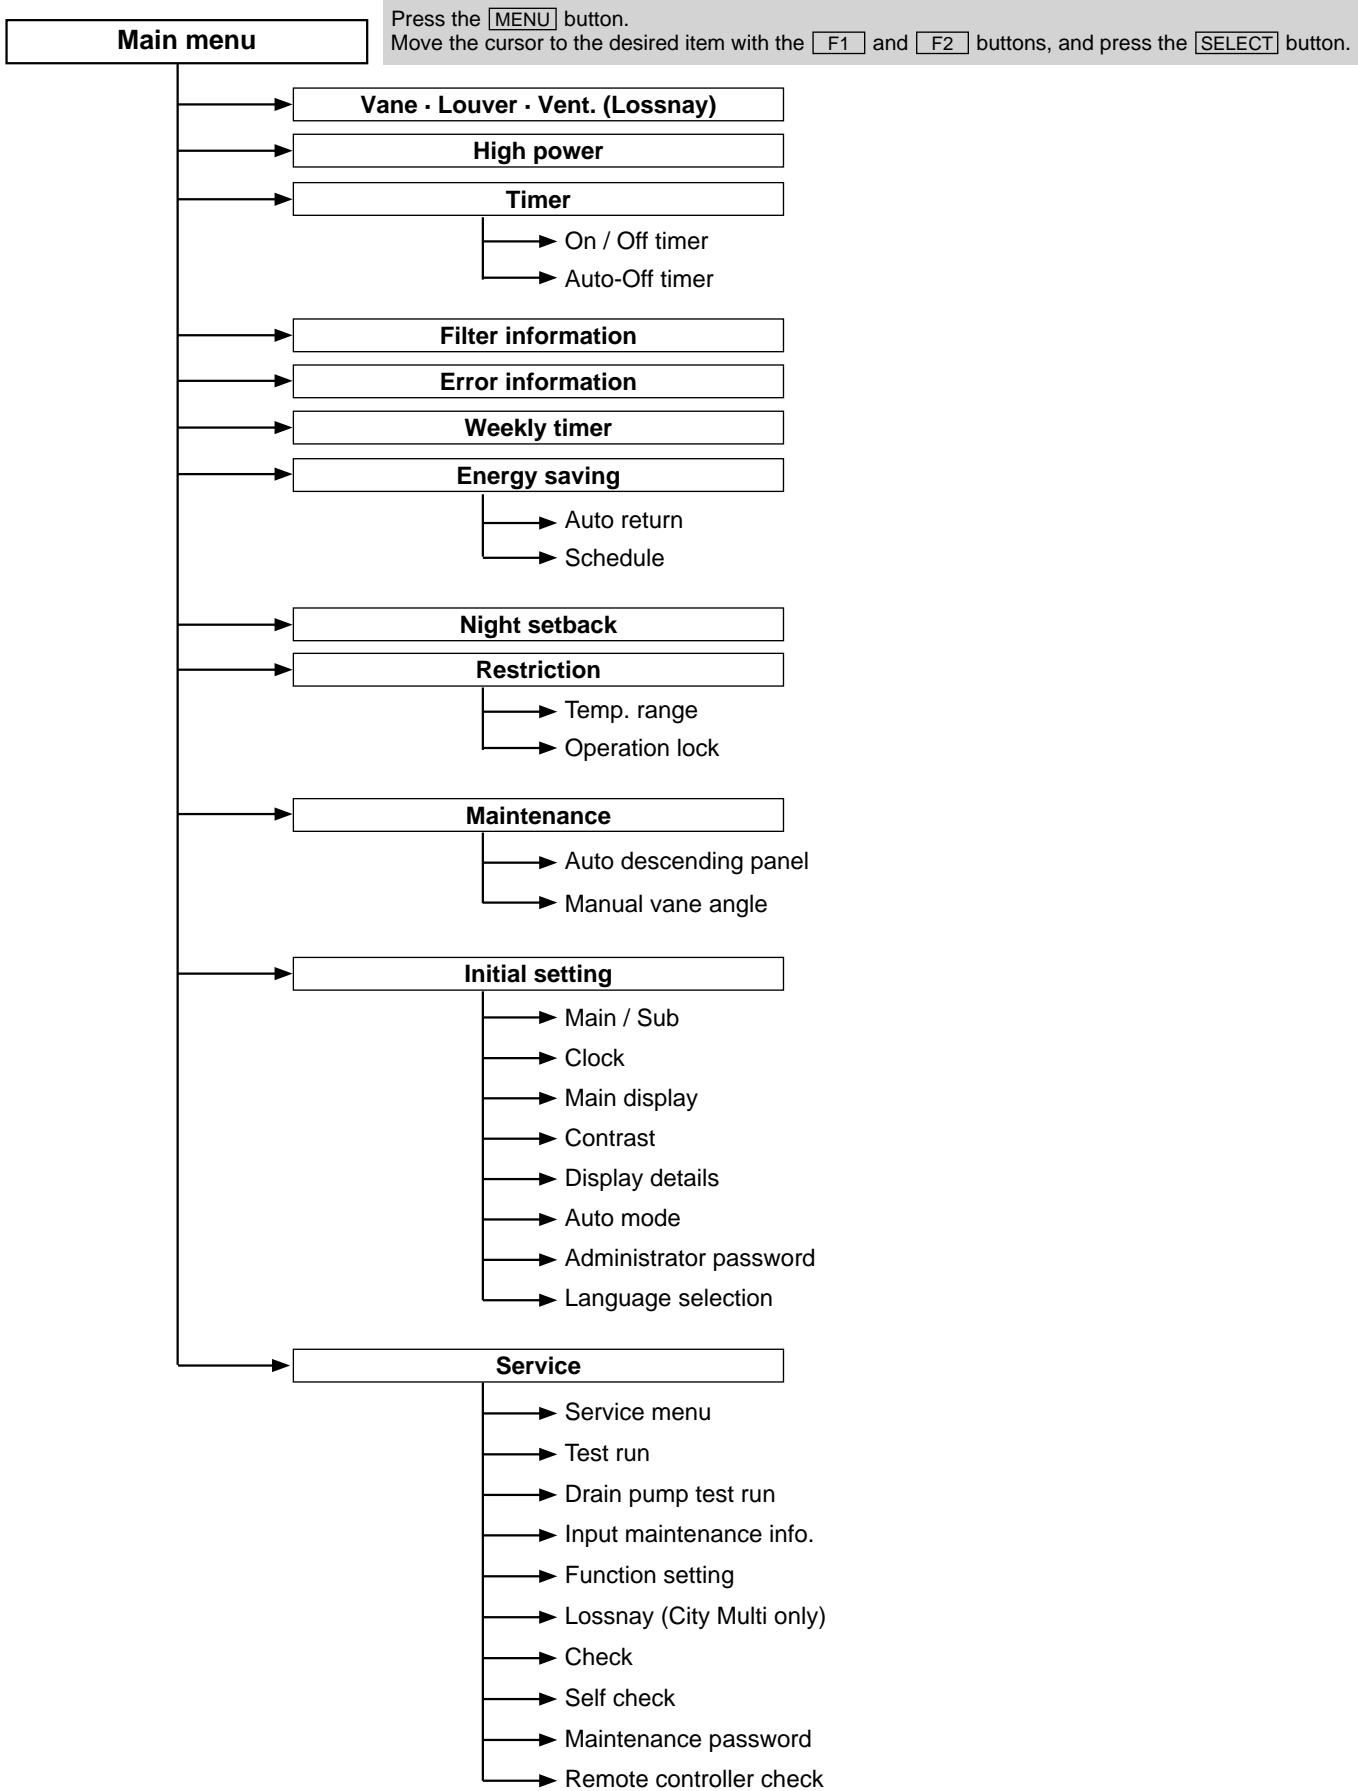 Main menu
Press the MENU button.
Move the cursor to the desired item with the F1 and F2 buttons, and press the SELECT button.
Vane · Louver · Vent. (Lossnay)
High power
Timer
On / Off timer
Auto-Off timer
Filter information
Error information
Weekly timer
Energy saving
Auto return
Schedule
Night setback
Restriction
Temp. range
Operation lock
Maintenance
Auto descending panel
Manual vane angle
Initial setting
Main / Sub
Clock
Main display
Contrast
Display details
Auto mode
Administrator password
Language selection
Service
Service menu
Test run
Drain pump test run
Input maintenance info.
Function setting
Lossnay (City Multi only)
Check
Self check
Maintenance password
Remote controller check